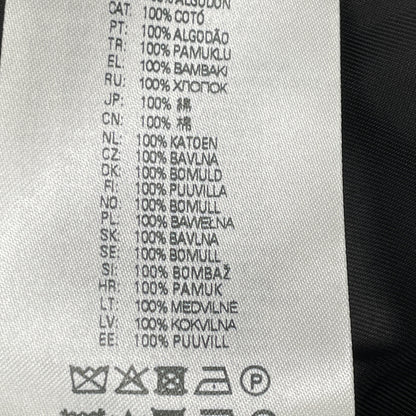 100% ALGODÓN
CAT: 100% COTÓ
PT: 100% ALGODÃO
TR: 100% PAMUKLU
EL: 100% BAMBAKI
RU: 100% ХЛОПОК
JP: 100% 綿
CN: 100% 棉
NL: 100% KATOEN
CZ: 100% BAVLNA
DK: 100% BOMULD
FI: 100% PUUVILLA
NO: 100% BOMULL
PL: 100% BAWEŁNA
SK: 100% BAVLNA
SE: 100% BOMULL
SI: 100% BOMBAŽ
HR: 100% PAMUK
LT: 100% MEDVILNĖ
LV: 100% KOKVILNA
EE: 100% PUUVILL
P